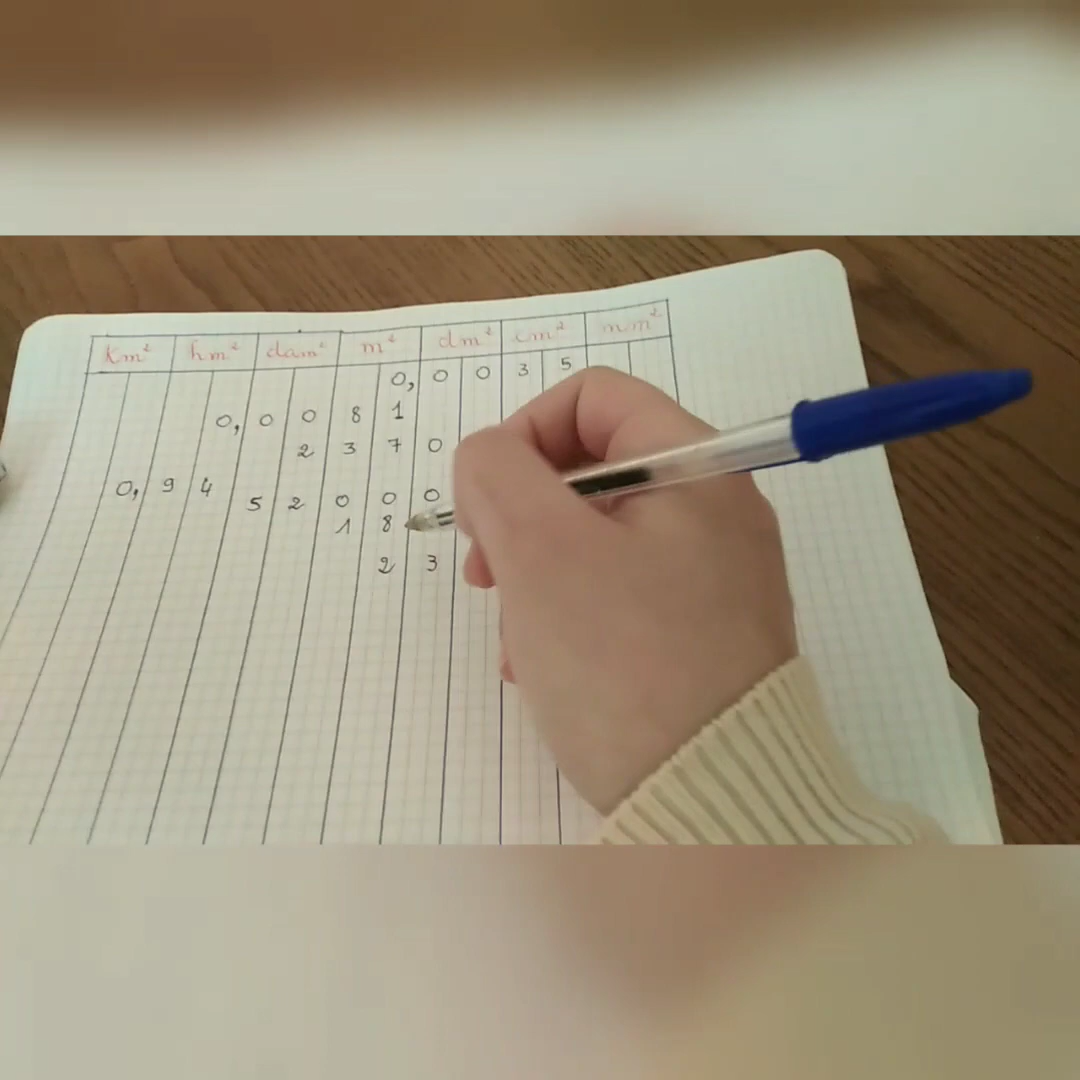 km² hm² dam² m² dm² cm² mm²
0, 0 0 3 5
0, 0 0 8 1
2 3 7 0
0, 9 4
5 2 0 0 0
1 8
2 3